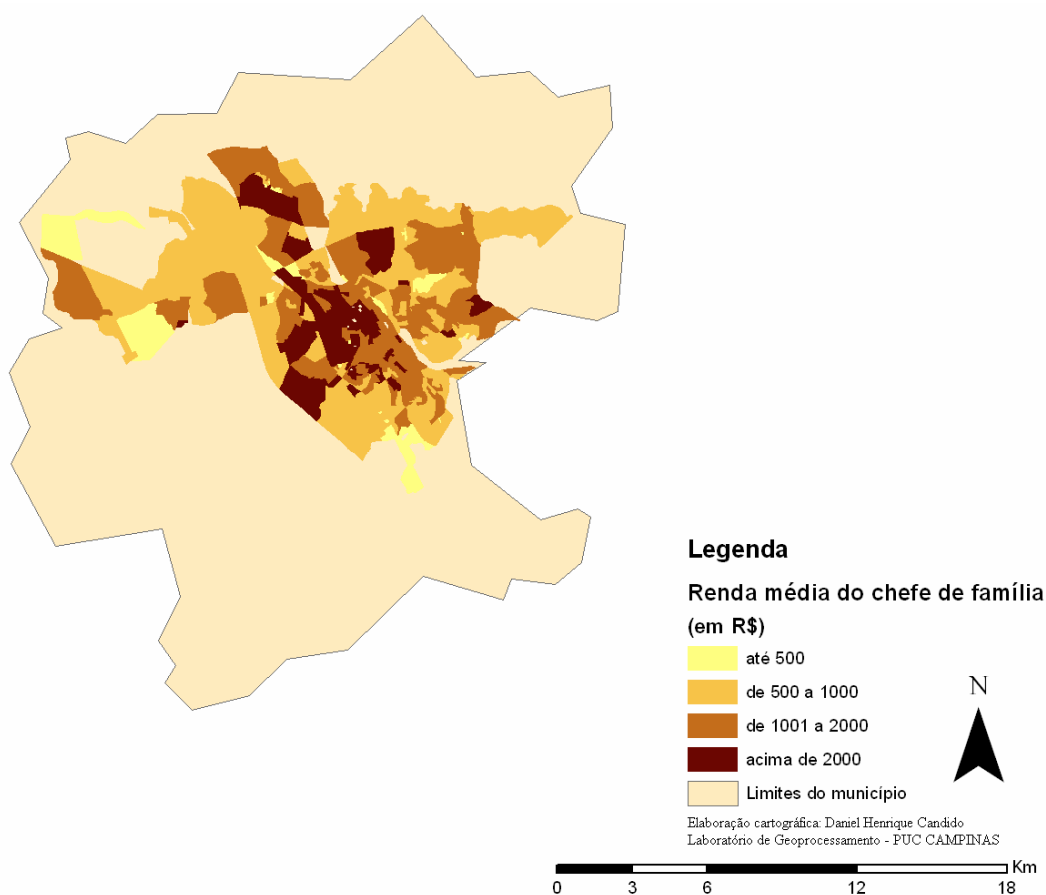 Legenda
Renda média do chefe de família
(em R$)
até 500
de 500 a 1000
de 1001 a 2000
acima de 2000
Limites do município
N
Elaboração cartográfica: Daniel Henrique Candido
Laboratório de Geoprocessamento - PUC CAMPINAS
Km
0 3 6 12 18